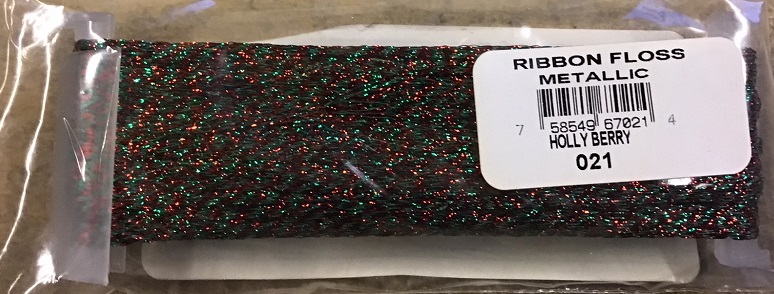 RIBBON FLOSS
METALLIC
7 58549 67021 4
HOLLY BERRY
021